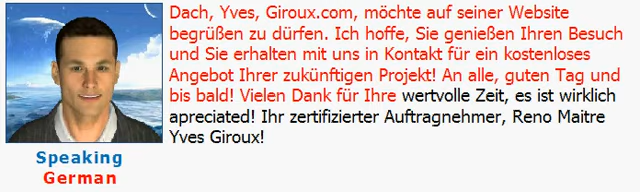 Dach, Yves, Giroux.com, möchte auf seiner Website
begrüßen zu dürfen. Ich hoffe, Sie genießen Ihren Besuch
und Sie erhalten mit uns in Kontakt für ein kostenloses
Angebot Ihrer zukünftigen Projekt! An alle, guten Tag und
bis bald! Vielen Dank für Ihre wertvolle Zeit, es ist wirklich
apreciated! Ihr zertifizierter Auftragnehmer, Reno Maitre
Yves Giroux!
Speaking
German